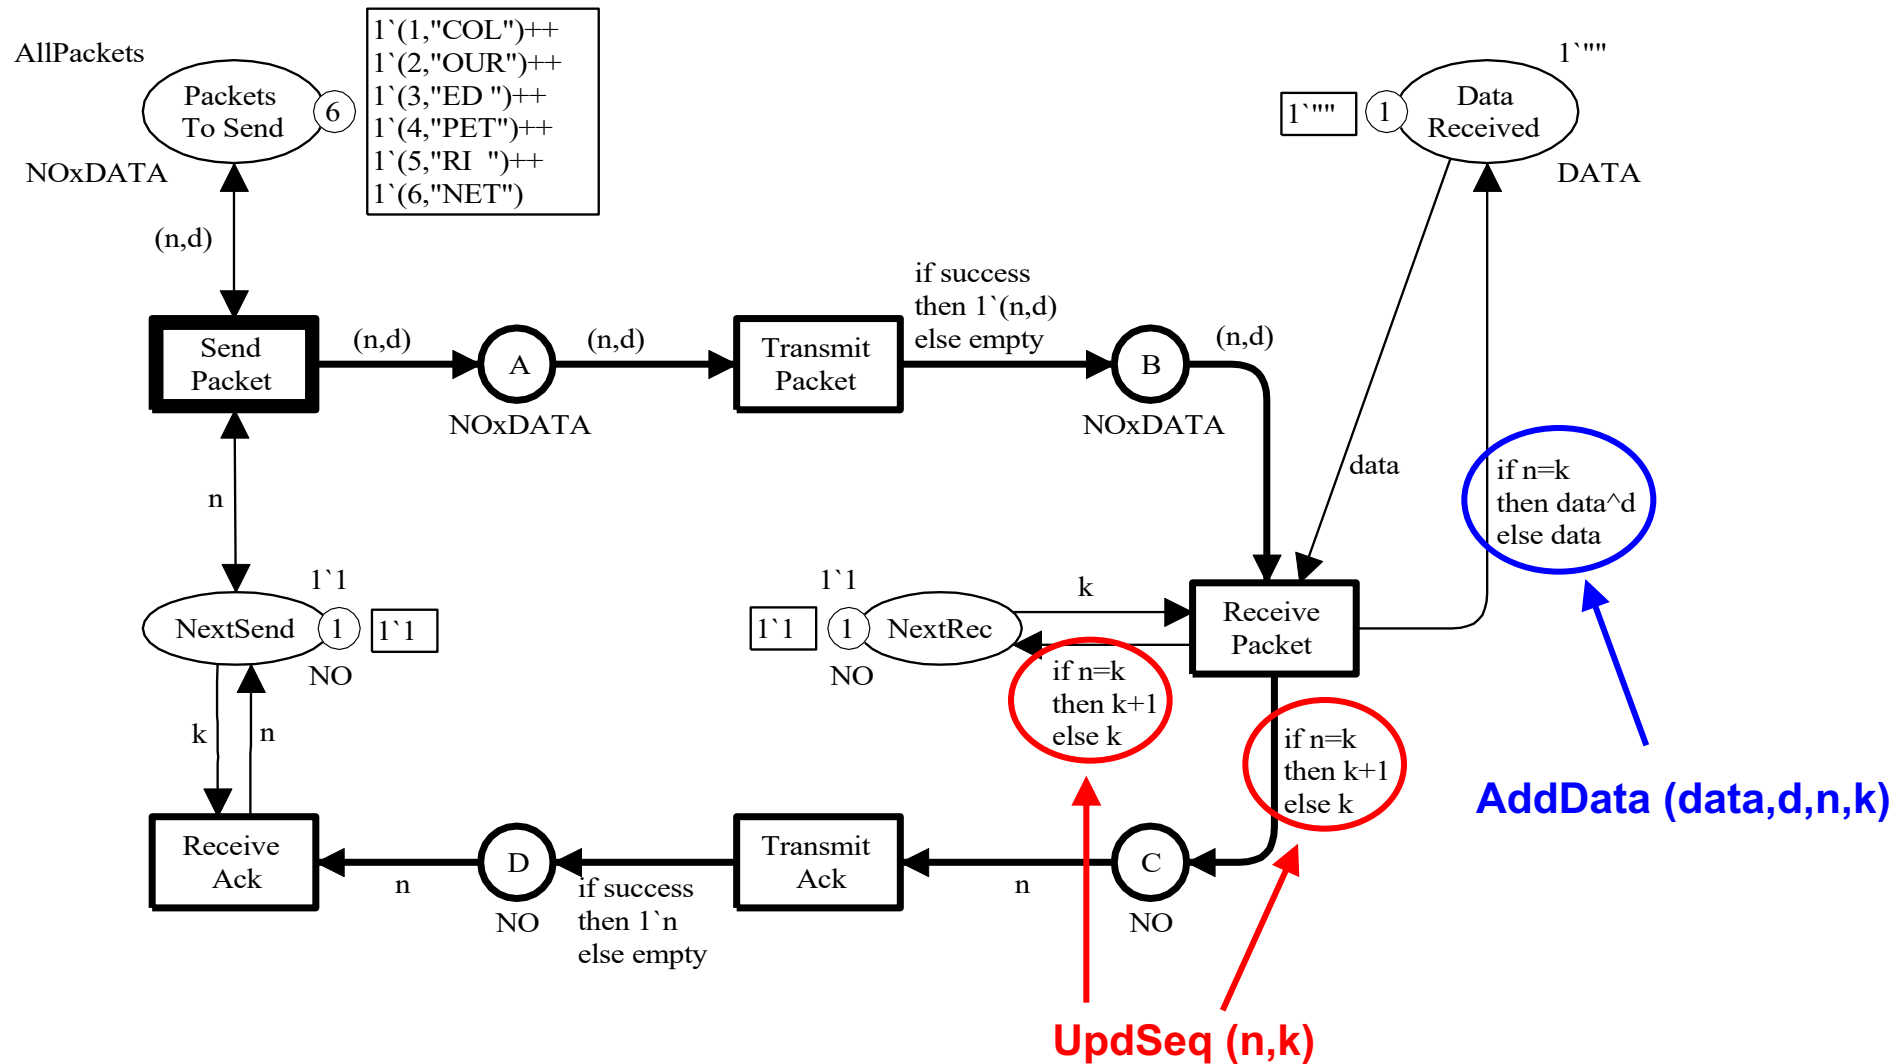 AllPackets
Packets
To Send
6
1`(1,"COL")++
1`(2,"OUR")++
1`(3,"ED ")++
1`(4,"PET")++
1`(5,"RI ")++
1`(6,"NET")
NOxDATA
1`""
1`""
1
Data
Received
DATA
(n,d)
Send
Packet
(n,d)
A
NOxDATA
(n,d)
Transmit
Packet
if success
then 1`(n,d)
else empty
B
NOxDATA
(n,d)
data
if n=k
then data^d
else data
n
1`1
NextSend
1
1`1
NO
1`1
1`1
1
NextRec
NO
k
Receive
Packet
if n=k
then k+1
else k
if n=k
then k+1
else k
AddData (data,d,n,k)
k
n
Receive
Ack
n
D
NO
if success
then 1`n
else empty
Transmit
Ack
n
C
NO
UpdSeq (n,k)